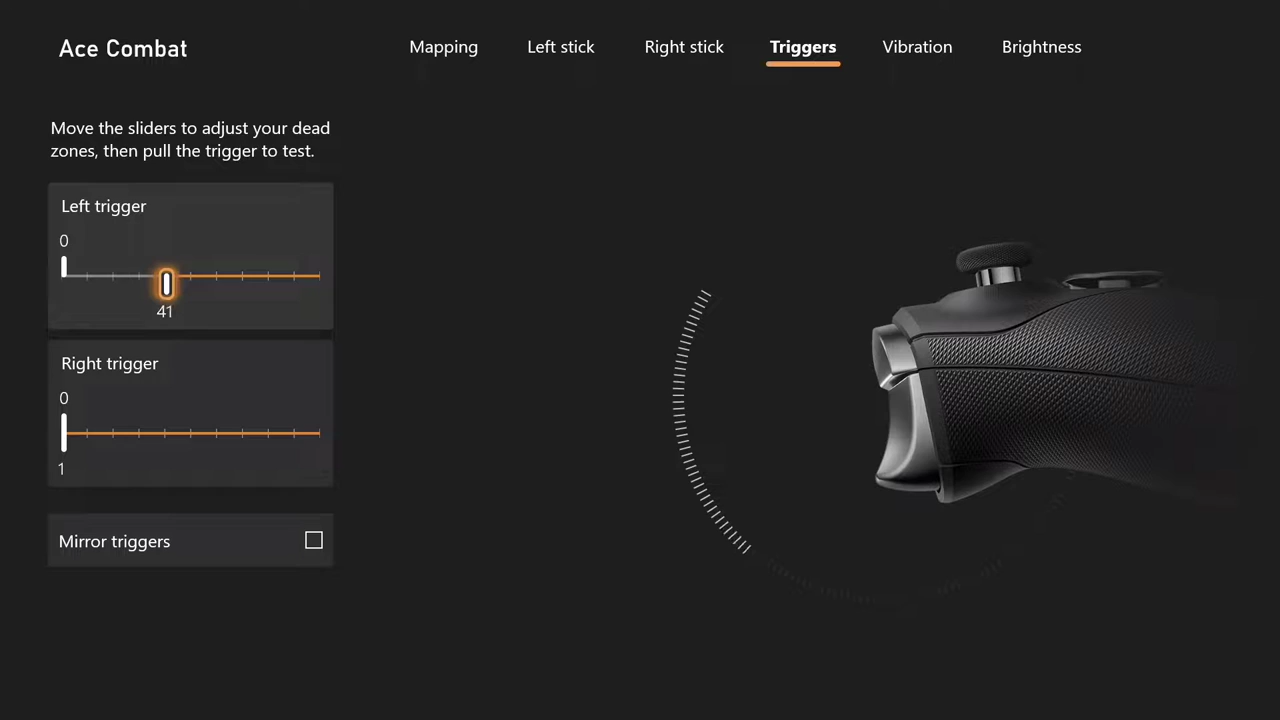 Ace Combat
Mapping
Left stick
Right stick
Triggers
Vibration
Brightness
Move the sliders to adjust your dead
zones, then pull the trigger to test.
Left trigger
0
41
Right trigger
0
1
Mirror triggers